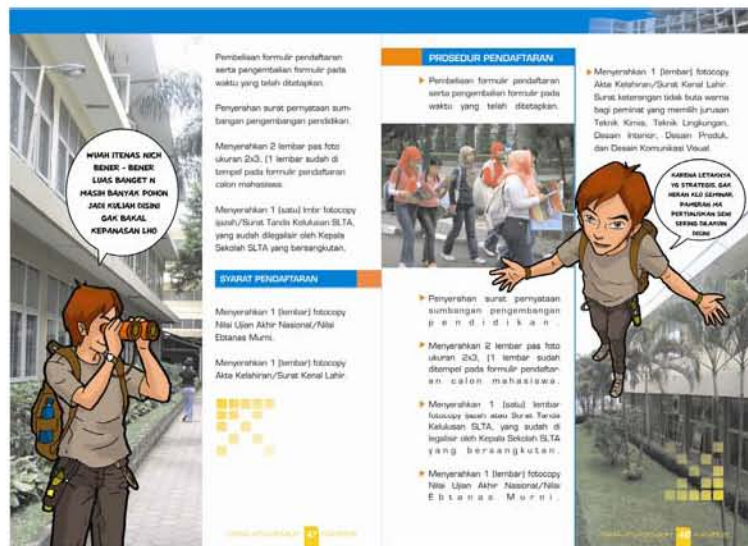 WUAH ITENAS NICH
BENER - BENER
LUAS BANGET N
MASIH BANYAK POHON
JADI KULIAH DISINI
GAK BAKAL
KEPANASAN LHO
Pembeliaan formulir pendaftaran
serta pengembalian formulir pada
waktu yang telah ditetapkan.
Penyerahan surat pernyataan sum-
bangan pengembangan pendidikan.
Menyerahkan 2 lembar pas foto
ukuran 2x3, (1 lembar sudah di
tempel pada formulir pendaftaran
calon mahasiswa.
Menyerahkan 1 (satu) lmbr fotocopy
ijazah/Surat Tanda Kelulusan SLTA,
yang sudah dilegalisir oleh Kepala
Sekolah SLTA yang bersangkutan.
SYARAT PENDAFTARAN
Menyerahkan 1 (lembar) fotocopy
Nilai Ujian Akhir Nasional/Nilai
Ebtanas Murni.
Menyerahkan 1 (lembar) fotocopy
Akte Kelahiran/Surat Kenal Lahir.
47
PROSEDUR PENDAFTARAN
Pembeliaan formulir pendaftaran
serta pengembalian formulir pada
waktu yang telah ditetapkan.
Penyerahan surat pernyataan
sumbangan pengembangan
pendidikan.
Menyerahkan 2 lembar pas foto
ukuran 2x3, (1 lembar sudah
ditempel pada formulir pendaftar-
an calon mahasiswa.
Menyerahkan 1 (satu) lembar
fotocopy ijazah atau Surat Tanda
Kelulusan SLTA, yang sudah di
legalisir oleh Kepala Sekolah SLTA
yang bersangkutan.
Menyerahkan 1 (lembar) fotocopy
Nilai Ujian Akhir Nasional/Nilai
Ebtanas Murni.
Menyerahkan 1 (lembar) fotocopy
Akte Kelahiran/Surat Kenal Lahir.
Surat keterangan tidak buta warna
bagi peminat yang memilih jurusan
Teknik Kimia, Teknik Lingkungan,
Desain Interior, Desain Produk,
dan Desain Komunikasi Visual.
KARENA LETAKNYA
YG STRATEGIS, GAK
HERAN KLO SEMINAR,
PAMERAN MA
PERTUNJUKAN SENI
SERING DILAKUIN
DISINI
48